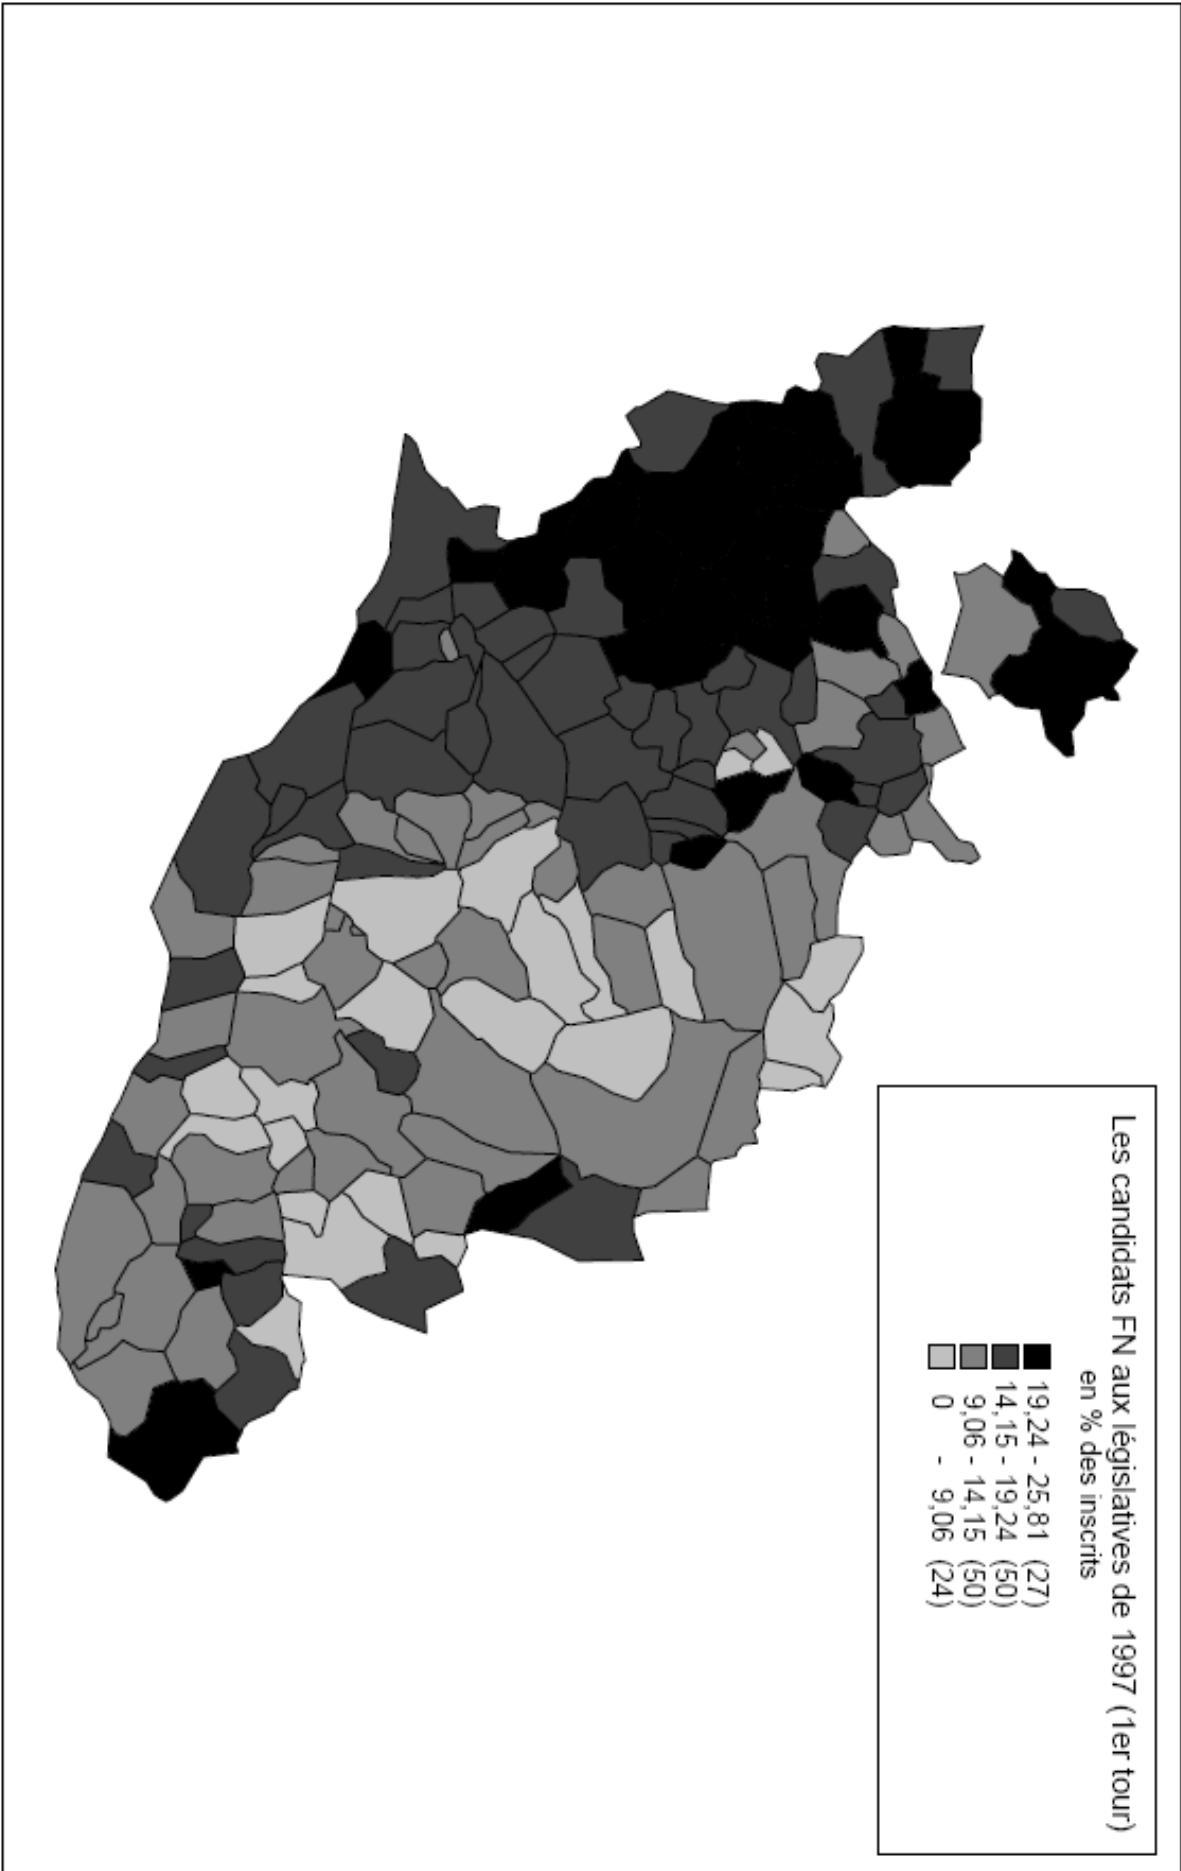 Les candidats FN aux législatives de 1997 (1er tour)
en % des inscrits
19,24 - 25,81 (27)
14,15 - 19,24 (50)
9,06 - 14,15 (50)
0 - 9,06 (24)